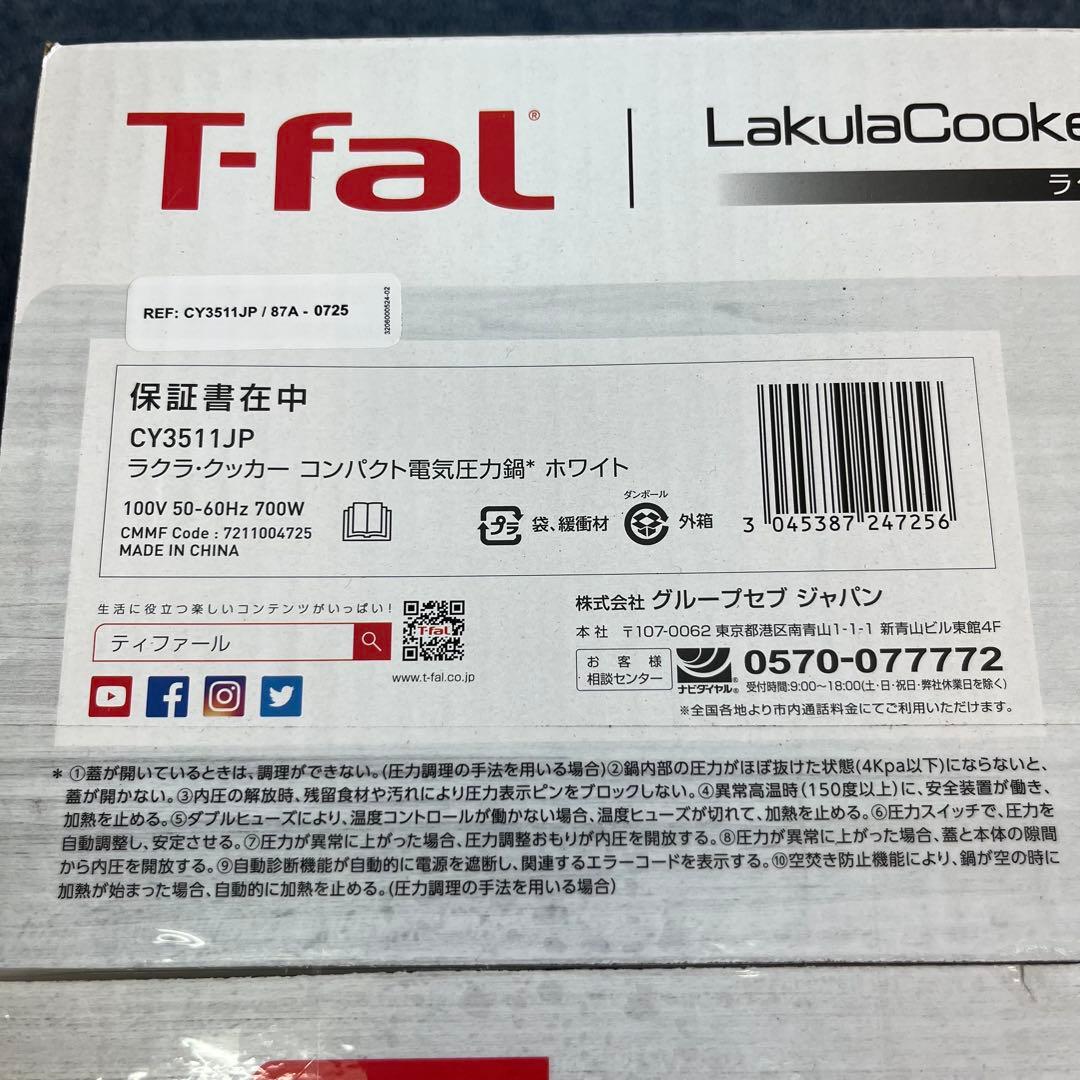 T-fal®
LakulaCooke
ラク
REF: CY3511JP / 87A - 0725
3206000524-02
保証書在中
CY3511JP
ラクラ・クッカー コンパクト電気圧力鍋* ホワイト
100V 50-60Hz 700W
CMMF Code : 7211004725
MADE IN CHINA
プラ 袋、緩衝材
ダンボール
外箱
3 045387 247256
生活に役立つ楽しいコンテンツがいっぱい!
ティファール
T-fal
www.t-fal.co.jp
株式会社 グループセブ ジャパン
本社 〒107-0062 東京都港区南青山1-1-1 新青山ビル東館4F
お客様
相談センター
ナビダイヤル®
0570-077772
受付時間:9:00〜18:00(土・日・祝日・弊社休業日を除く)
※全国各地より市内通話料金にてご利用いただけます。
* ①蓋が開いているときは、調理ができない。(圧力調理の手法を用いる場合)②鍋内部の圧力がほぼ抜けた状態(4Kpa以下)にならないと、
蓋が開かない。③内圧の解放時、残留食材や汚れにより圧力表示ピンをブロックしない。④異常高温時(150度以上)に、安全装置が働き、
加熱を止める。⑤ダブルヒューズにより、温度コントロールが働かない場合、温度ヒューズが切れて、加熱を止める。⑥圧力スイッチで、圧力を
自動調整し、安定させる。⑦圧力が異常に上がった場合、圧力調整おもりが内圧を開放する。⑧圧力が異常に上がった場合、蓋と本体の隙間
から内圧を開放する。⑨自動診断機能が自動的に電源を遮断し、関連するエラーコードを表示する。⑩空焚き防止機能により、鍋が空の時に
加熱が始まった場合、自動的に加熱を止める。(圧力調理の手法を用いる場合)